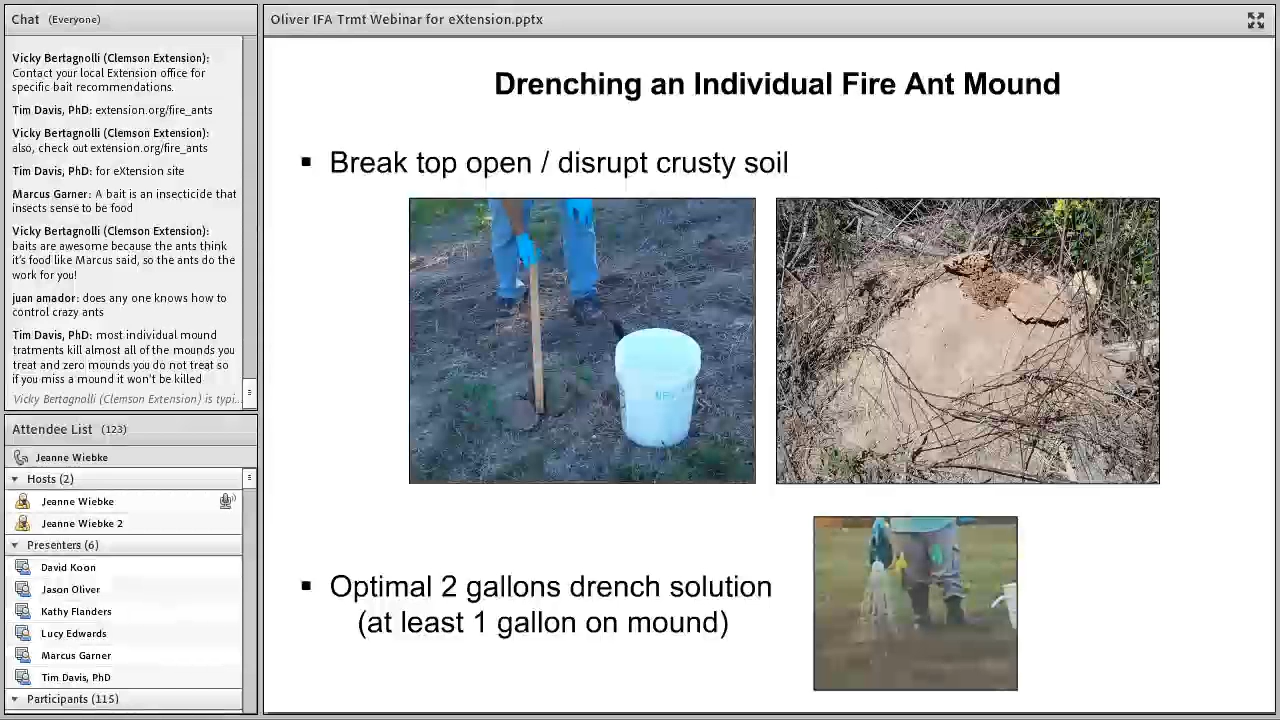 Chat (Everyone)
Vicky Bertagnolli (Clemson Extension):
Contact your local Extension office for
specific bait recommendations.
Tim Davis, PhD: extension.org/fire_ants
Vicky Bertagnolli (Clemson Extension):
also, check out extension.org/fire_ants
Tim Davis, PhD: for eXtension site
Marcus Garner: A bait is an insecticide that
insects sense to be food
Vicky Bertagnolli (Clemson Extension):
baits are awesome because the ants think
it's food like Marcus said, so the ants do the
work for you!
juan amador: does any one knows how to
control crazy ants
Tim Davis, PhD: most individual mound
tratments kill almost all of the mounds you
treat and zero mounds you do not treat so
if you miss a mound it won't be killed
Vicky Bertagnolli (Clemson Extension) is typi...
Attendee List (123)
Jeanne Wiebke
Hosts (2)
Jeanne Wiebke
Jeanne Wiebke 2
Presenters (6)
David Koon
Jason Oliver
Kathy Flanders
Lucy Edwards
Marcus Garner
Tim Davis, PhD
Participants (115)
Oliver IFA Trmt Webinar for eXtension.pptx
Drenching an Individual Fire Ant Mound
▪ Break top open / disrupt crusty soil
▪ Optimal 2 gallons drench solution
(at least 1 gallon on mound)